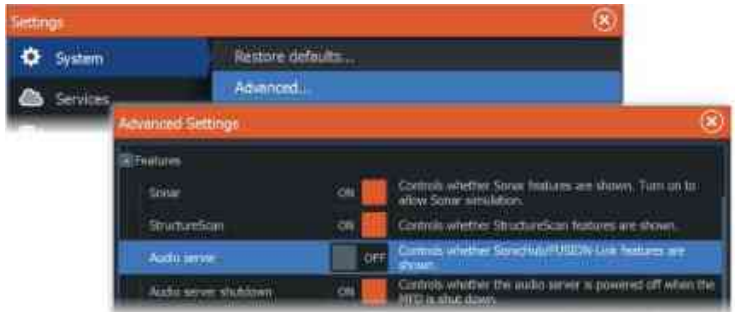 Settings
System
Restore defaults...
Services
Advanced...
Advanced Settings
Features
Sonar
ON
Controls whether Sonar features are shown. Turn on to
allow Sonar simulation.
StructureScan
ON
Controls whether StructureScan features are shown.
Audio server
OFF
Controls whether SonicHub/FUSION-Link features are
shown.
Audio server shutdown
ON
Controls whether the audio server is powered off when the
MFD is shut down.